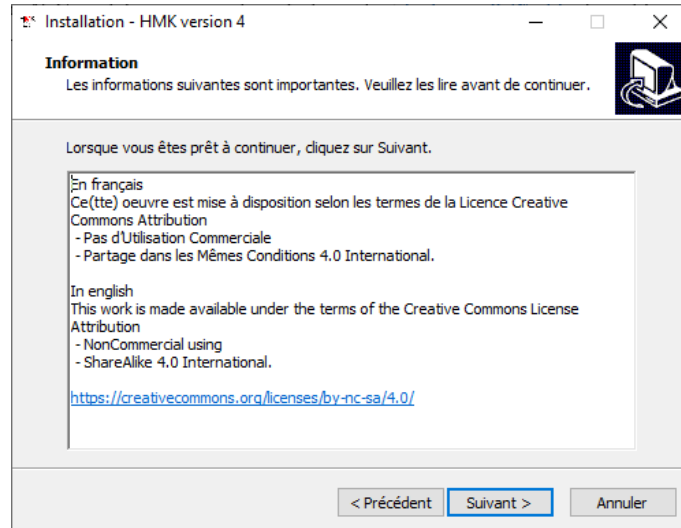 Installation - HMK version 4
Information
Les informations suivantes sont importantes. Veuillez les lire avant de continuer.
Lorsque vous êtes prêt à continuer, cliquez sur Suivant.
En français
Ce(tte) oeuvre est mise à disposition selon les termes de la Licence Creative
Commons Attribution
- Pas d'Utilisation Commerciale
- Partage dans les Mêmes Conditions 4.0 International.
In english
This work is made available under the terms of the Creative Commons License
Attribution
- NonCommercial using
- ShareAlike 4.0 International.
https://creativecommons.org/licenses/by-nc-sa/4.0/
< Précédent Suivant > Annuler